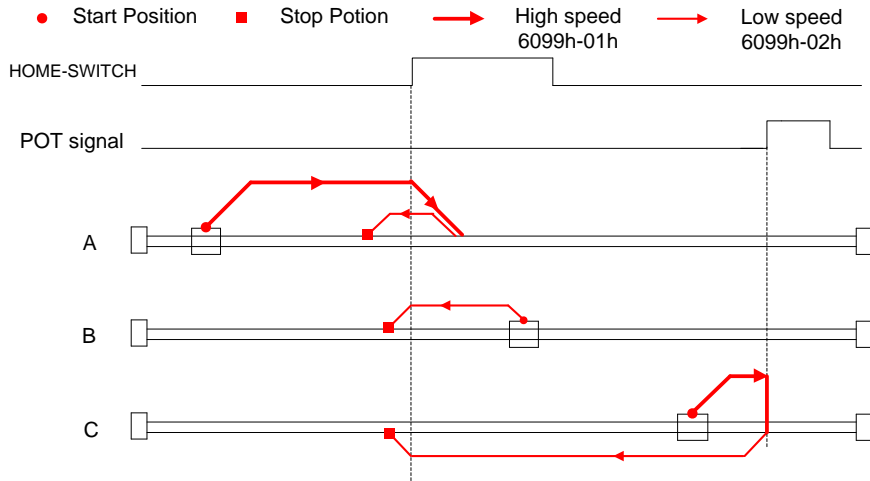 Start Position
Stop Potion
High speed
6099h-01h
Low speed
6099h-02h
HOME-SWITCH
POT signal
A
B
C